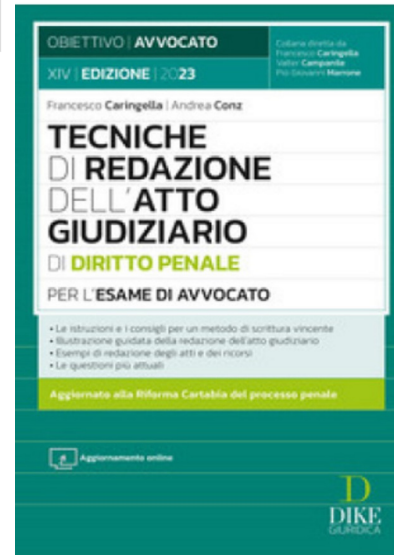 OBIETTIVO | AVVOCATO
XIV | EDIZIONE | 2023
Collana diretta da
Francesco Caringella
Valter Campanile
Pio Giovanni Marrone
Francesco Caringella | Andrea Conz
TECNICHE
DI REDAZIONE
DELL'ATTO
GIUDIZIARIO
DI DIRITTO PENALE
PER L'ESAME DI AVVOCATO
• Le istruzioni e i consigli per un metodo di scrittura vincente
• Illustrazione guidata della redazione dell'atto giudiziario
• Esempi di redazione degli atti e dei ricorsi
• Le questioni più attuali
Aggiornato alla Riforma Cartabia del processo penale
Aggiornamento online
D
DIKE
GIURIDICA